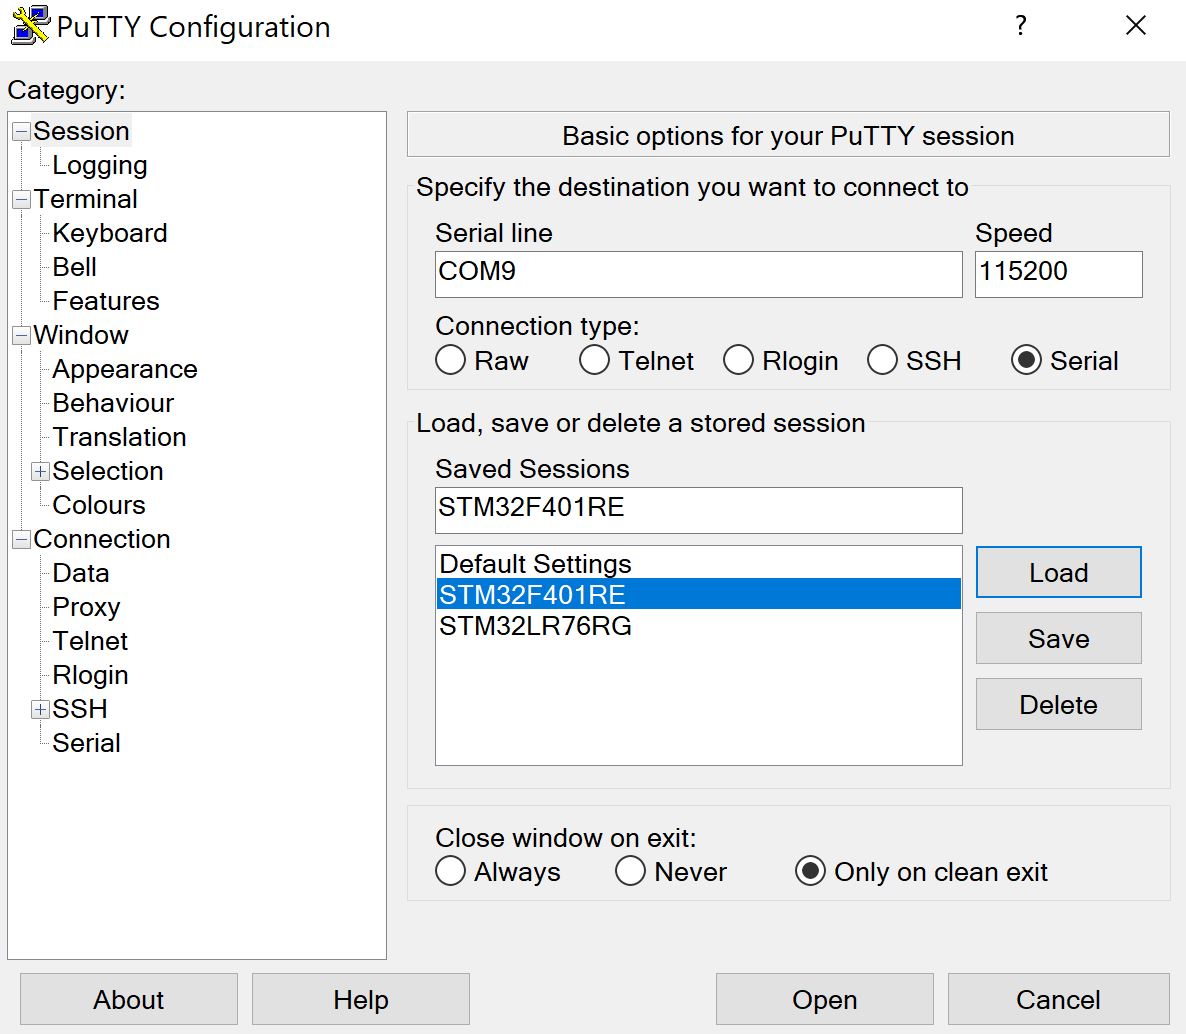 PuTTY Configuration
?
Category:
Session
Logging
Terminal
Keyboard
Bell
Features
Window
Appearance
Behaviour
Translation
Selection
Colours
Connection
Data
Proxy
Telnet
Rlogin
SSH
Serial
Basic options for your PuTTY session
Specify the destination you want to connect to
Serial line Speed
COM9 115200
Connection type:
Raw Telnet Rlogin SSH Serial
Load, save or delete a stored session
Saved Sessions
STM32F401RE
Default Settings
STM32F401RE
STM32LR76RG
Load
Save
Delete
Close window on exit:
Always Never Only on clean exit
About Help Open Cancel